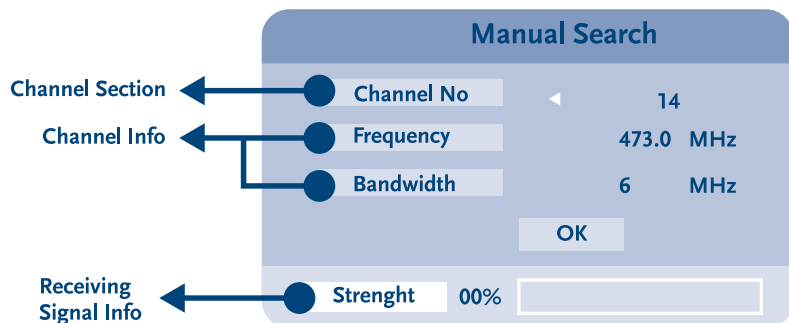 Manual Search
Channel Section Channel No 14
Channel Info Frequency 473.0 MHz
Bandwidth 6 MHz
OK
Receiving
Signal Info
Strenght 00%